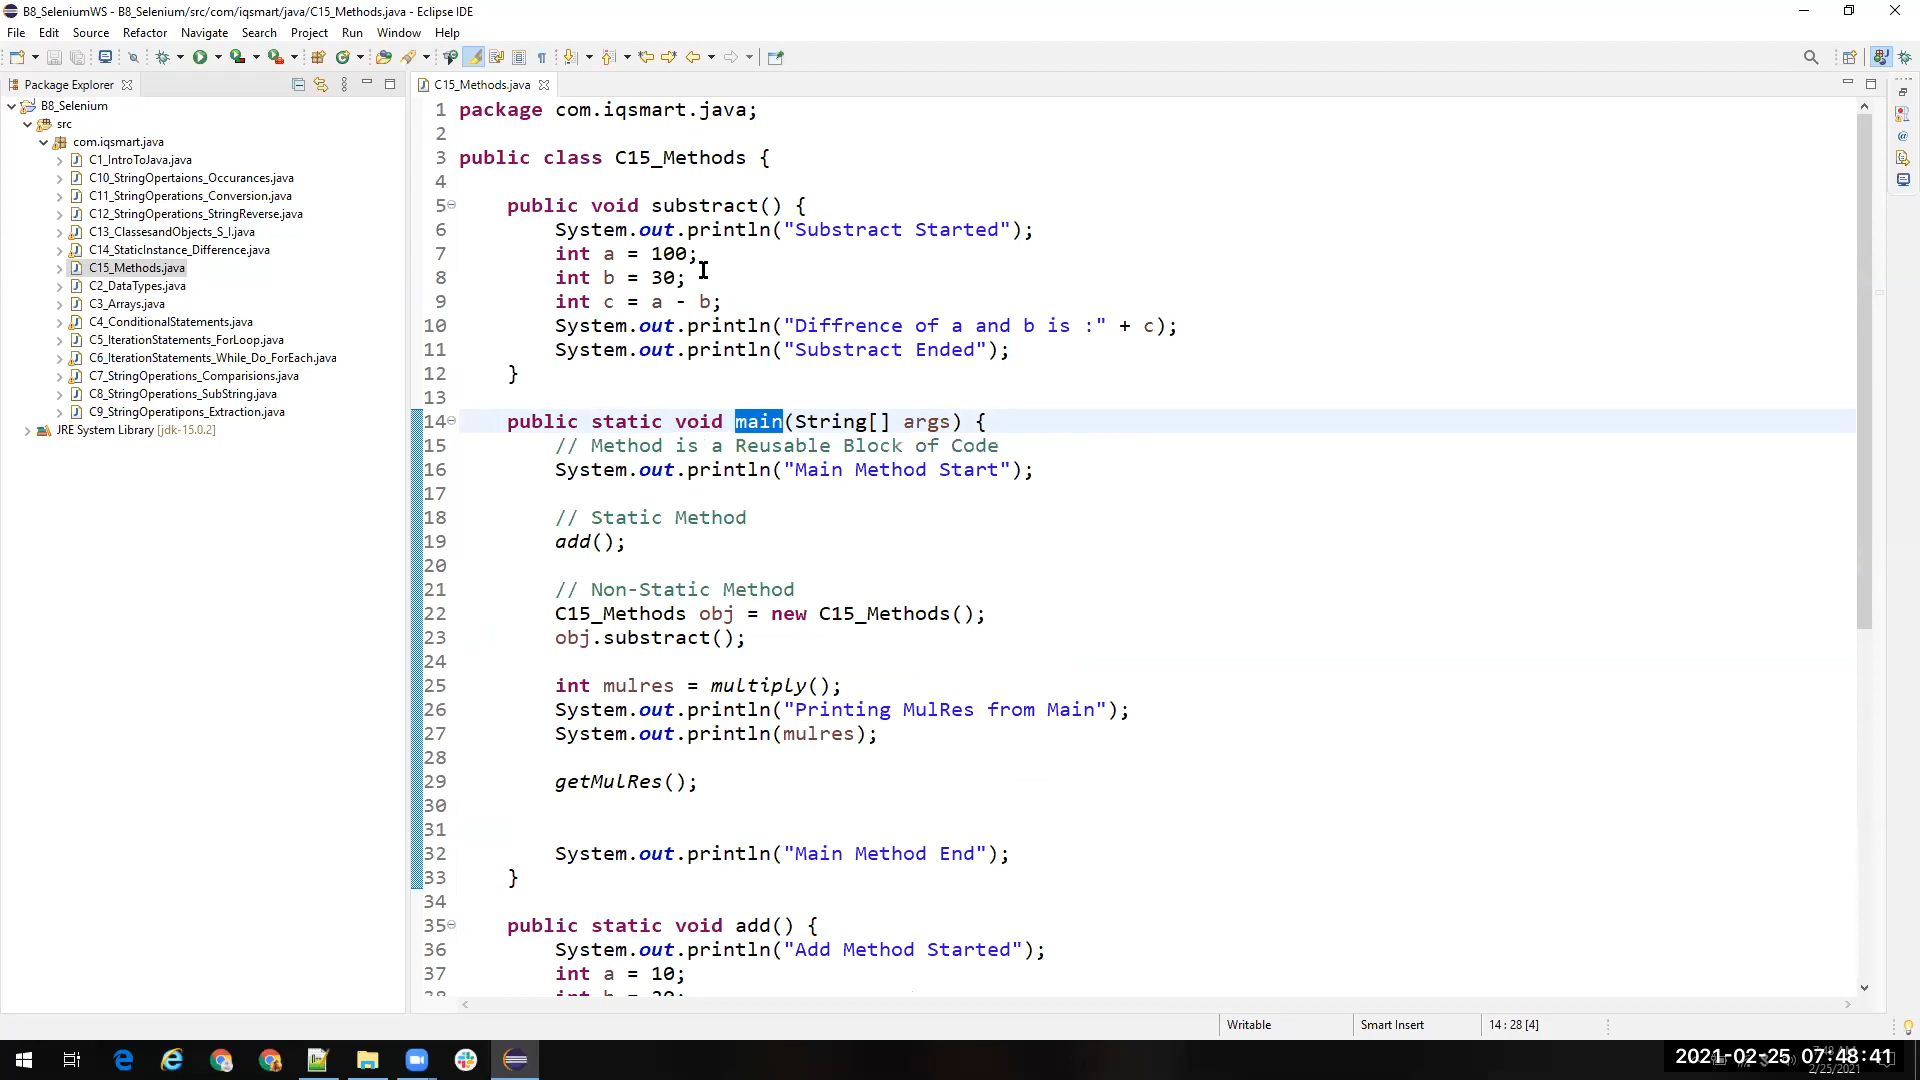 B8_SeleniumWS - B8_Selenium/src/com/iqsmart/java/C15_Methods.java - Eclipse IDE
File Edit Source Refactor Navigate Search Project Run Window Help
Package Explorer
B8_Selenium
src
com.iqsmart.java
C1_IntroToJava.java
C10_StringOpertaions_Occurances.java
C11_StringOperations_Conversion.java
C12_StringOperations_StringReverse.java
C13_ClassesandObjects_S_I.java
C14_StaticInstance_Difference.java
C15_Methods.java
C2_DataTypes.java
C3_Arrays.java
C4_ConditionalStatements.java
C5_IterationStatements_ForLoop.java
C6_IterationStatements_While_Do_ForEach.java
C7_StringOperations_Comparisions.java
C8_StringOperations_SubString.java
C9_StringOperatipons_Extraction.java
JRE System Library [jdk-15.0.2]
C15_Methods.java
1 package com.iqsmart.java;
2
3 public class C15_Methods {
4
5 public void substract() {
6 System.out.println("Substract Started");
7 int a = 100;
8 int b = 30;
9 int c = a - b;
10 System.out.println("Diffrence of a and b is :" + c);
11 System.out.println("Substract Ended");
12 }
13
14 public static void main(String[] args) {
15 // Method is a Reusable Block of Code
16 System.out.println("Main Method Start");
17
18 // Static Method
19 add();
20
21 // Non-Static Method
22 C15_Methods obj = new C15_Methods();
23 obj.substract();
24
25 int mulres = multiply();
26 System.out.println("Printing MulRes from Main");
27 System.out.println(mulres);
28
29 getMulRes();
30
31
32 System.out.println("Main Method End");
33 }
34
35 public static void add() {
36 System.out.println("Add Method Started");
37 int a = 10;
Writable Smart Insert 14 : 28 [4]
2021-02-25 07:48:41
2/25/2021